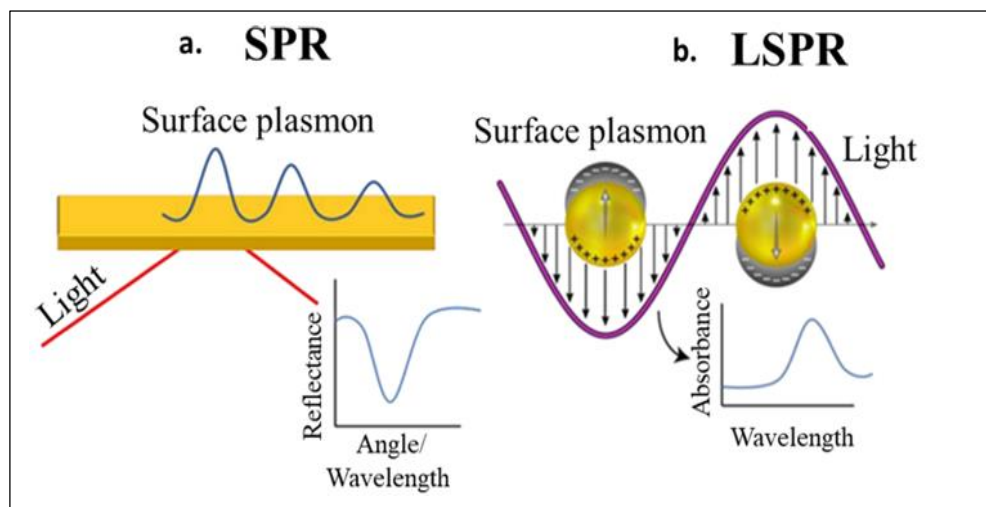 a. SPR
Surface plasmon
Light
Reflectance
Angle/
Wavelength
b. LSPR
Surface plasmon
Light
Absorbance
Wavelength